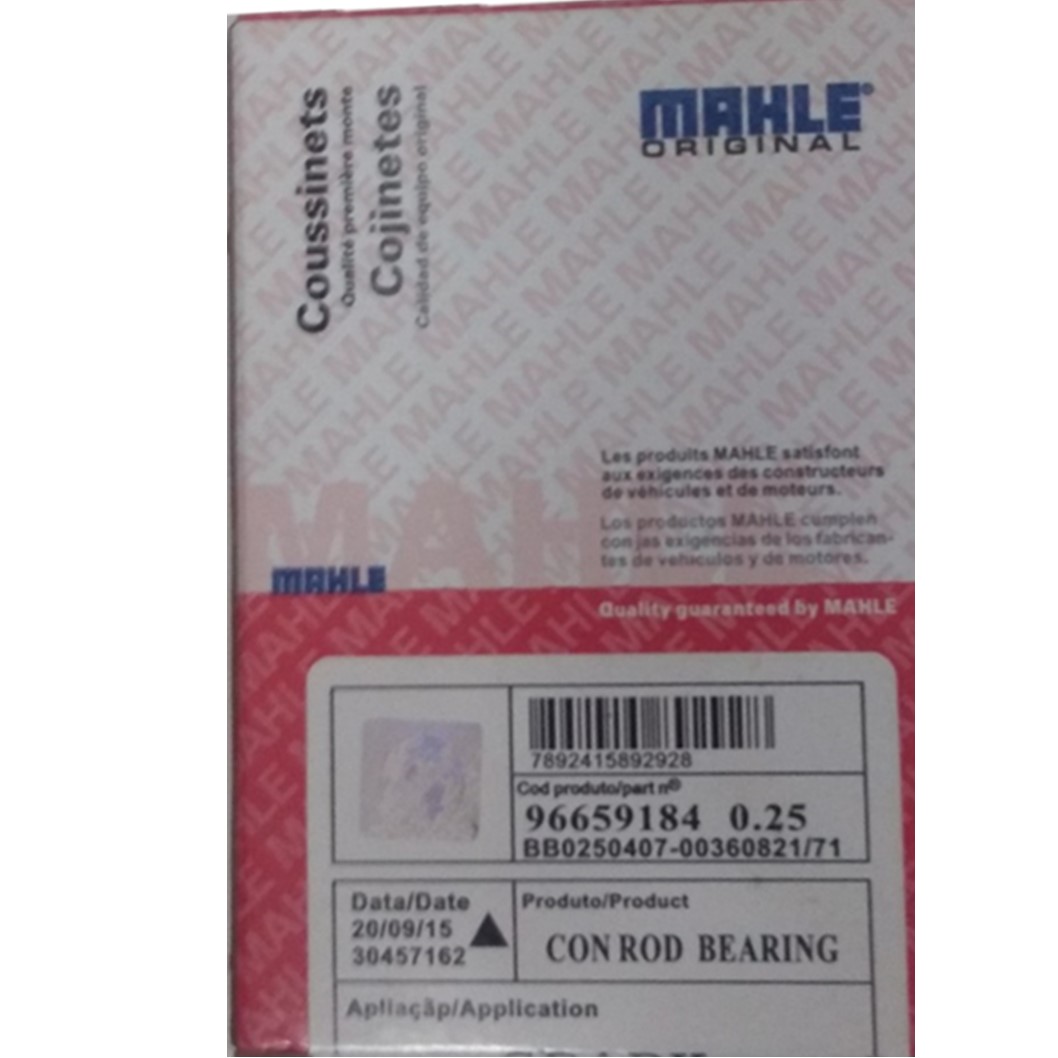 Coussinets
Qualité première monte
Cojinetes
Calidad de equipo original
MAHLE®
ORIGINAL
Les produits MAHLE satisfont
aux exigences des constructeurs
de véhicules et de moteurs.
Los productos MAHLE cumplen
con jas exigencias de los fabrican-
tes de vehiculos y de motores.
MAHLE
Quality guaranteed by MAHLE
7892415892928
Cod produto/part nº
96659184 0.25
BB0250407-00360821/71
Data/Date
20/09/15
30457162
Produto/Product
CON ROD BEARING
Apliaçãp/Application